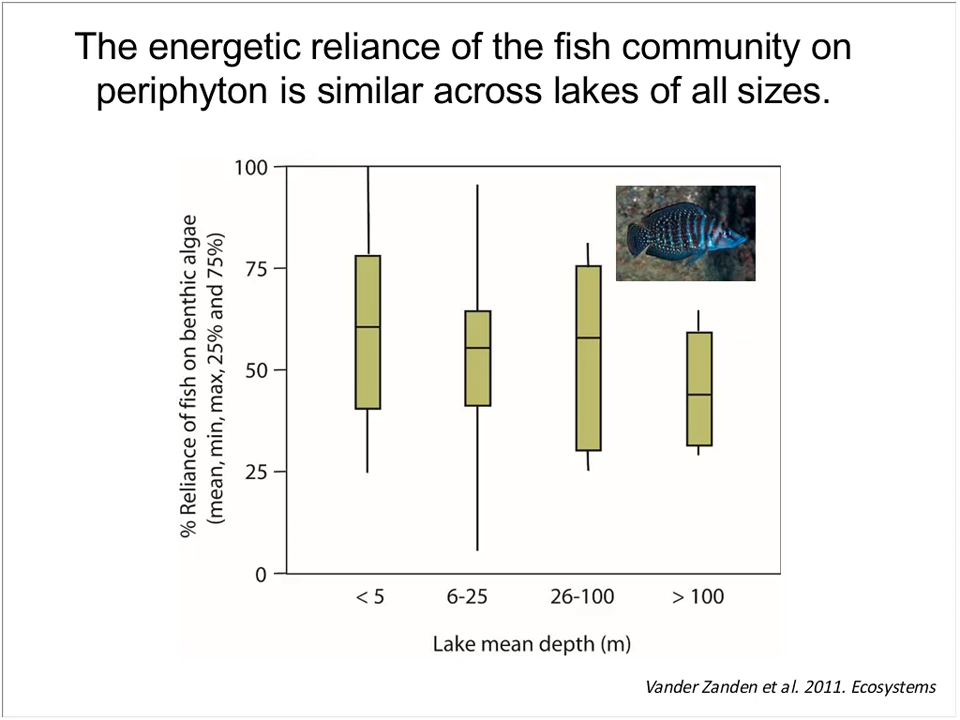 The energetic reliance of the fish community on
periphyton is similar across lakes of all sizes.
% Reliance of fish on benthic algae
(mean, min, max, 25% and 75%)
100
75
50
25
0
< 5
6-25
26-100
> 100
Lake mean depth (m)
Vander Zanden et al. 2011. Ecosystems